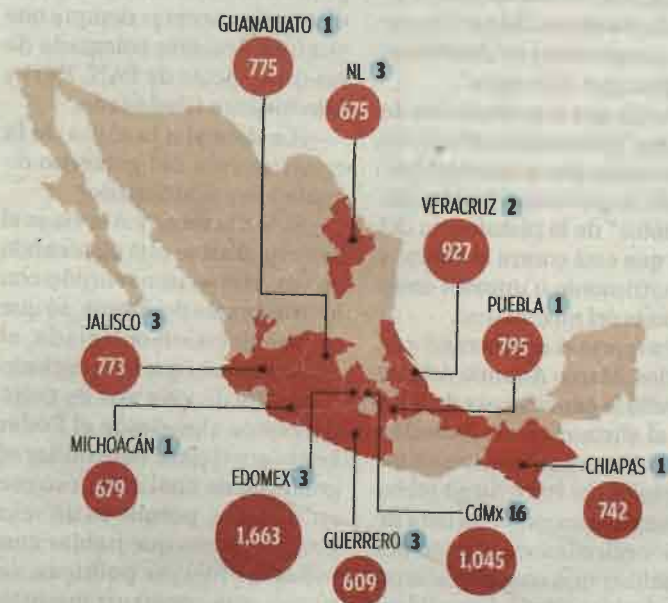 GUANAJUATO 1
775
NL 3
675
VERACRUZ 2
927
PUEBLA 1
795
JALISCO 3
773
MICHOACÁN 1
679
EDOMEX 3
1,663
GUERRERO 3
609
CdMx 16
1,045
CHIAPAS 1
742